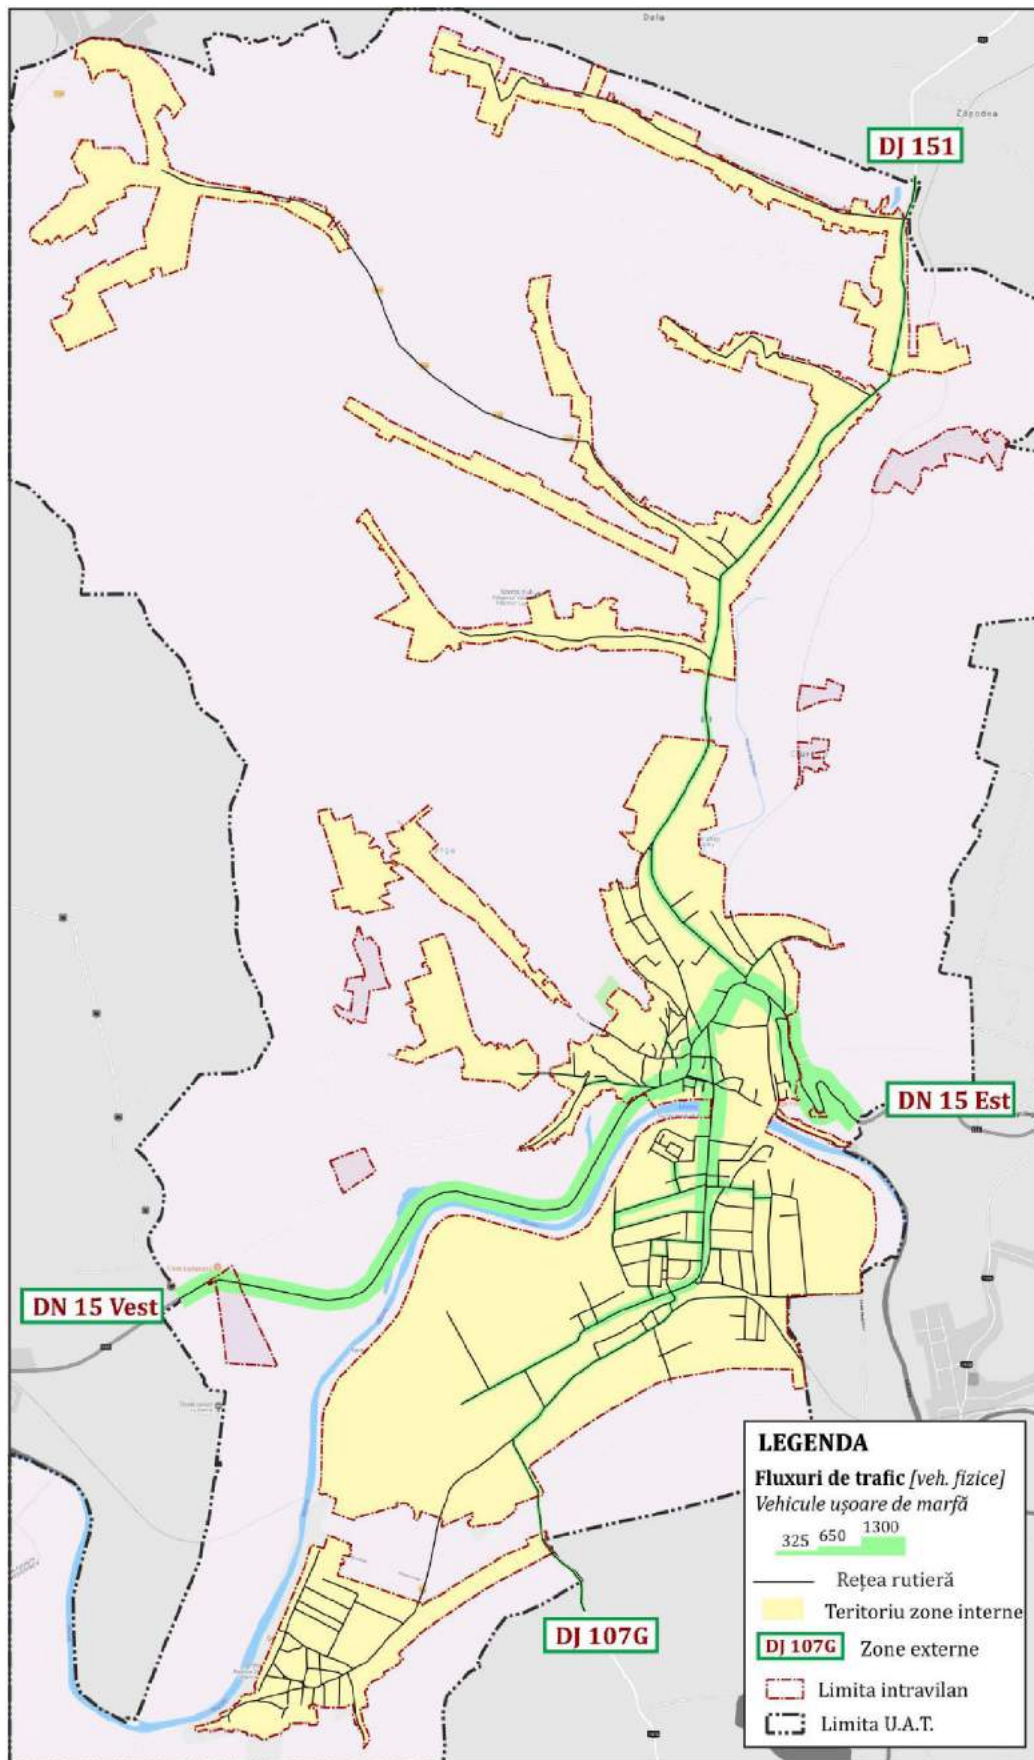 DJ 151
DN 15 Est
DN 15 Vest
LEGENDA
Fluxuri de trafic [veh. fizice]
Vehicule ușoare de marfă
325 650 1300
Rețea rutieră
Teritoriu zone interne
DJ 107G Zone externe
Limita intravilan
Limita U.A.T.
DJ 107G